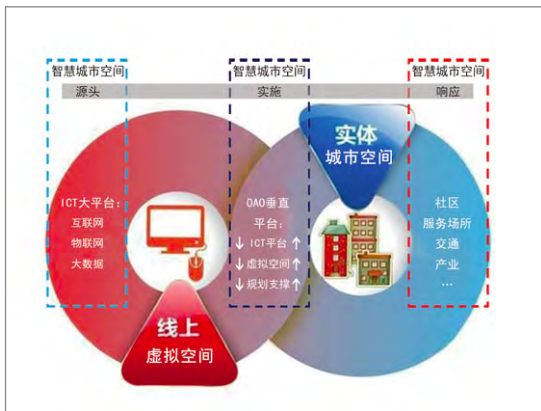 智慧城市空间 智慧城市空间 智慧城市空间
源头 实施 响应
实体
城市空间
ICT大平台：
互联网
物联网
大数据
OAO垂直
平台：
↓ICT平台↑
↓虚拟空间↑
↓规划支撑↑
社区
服务场所
交通
产业
…
线上
虚拟空间